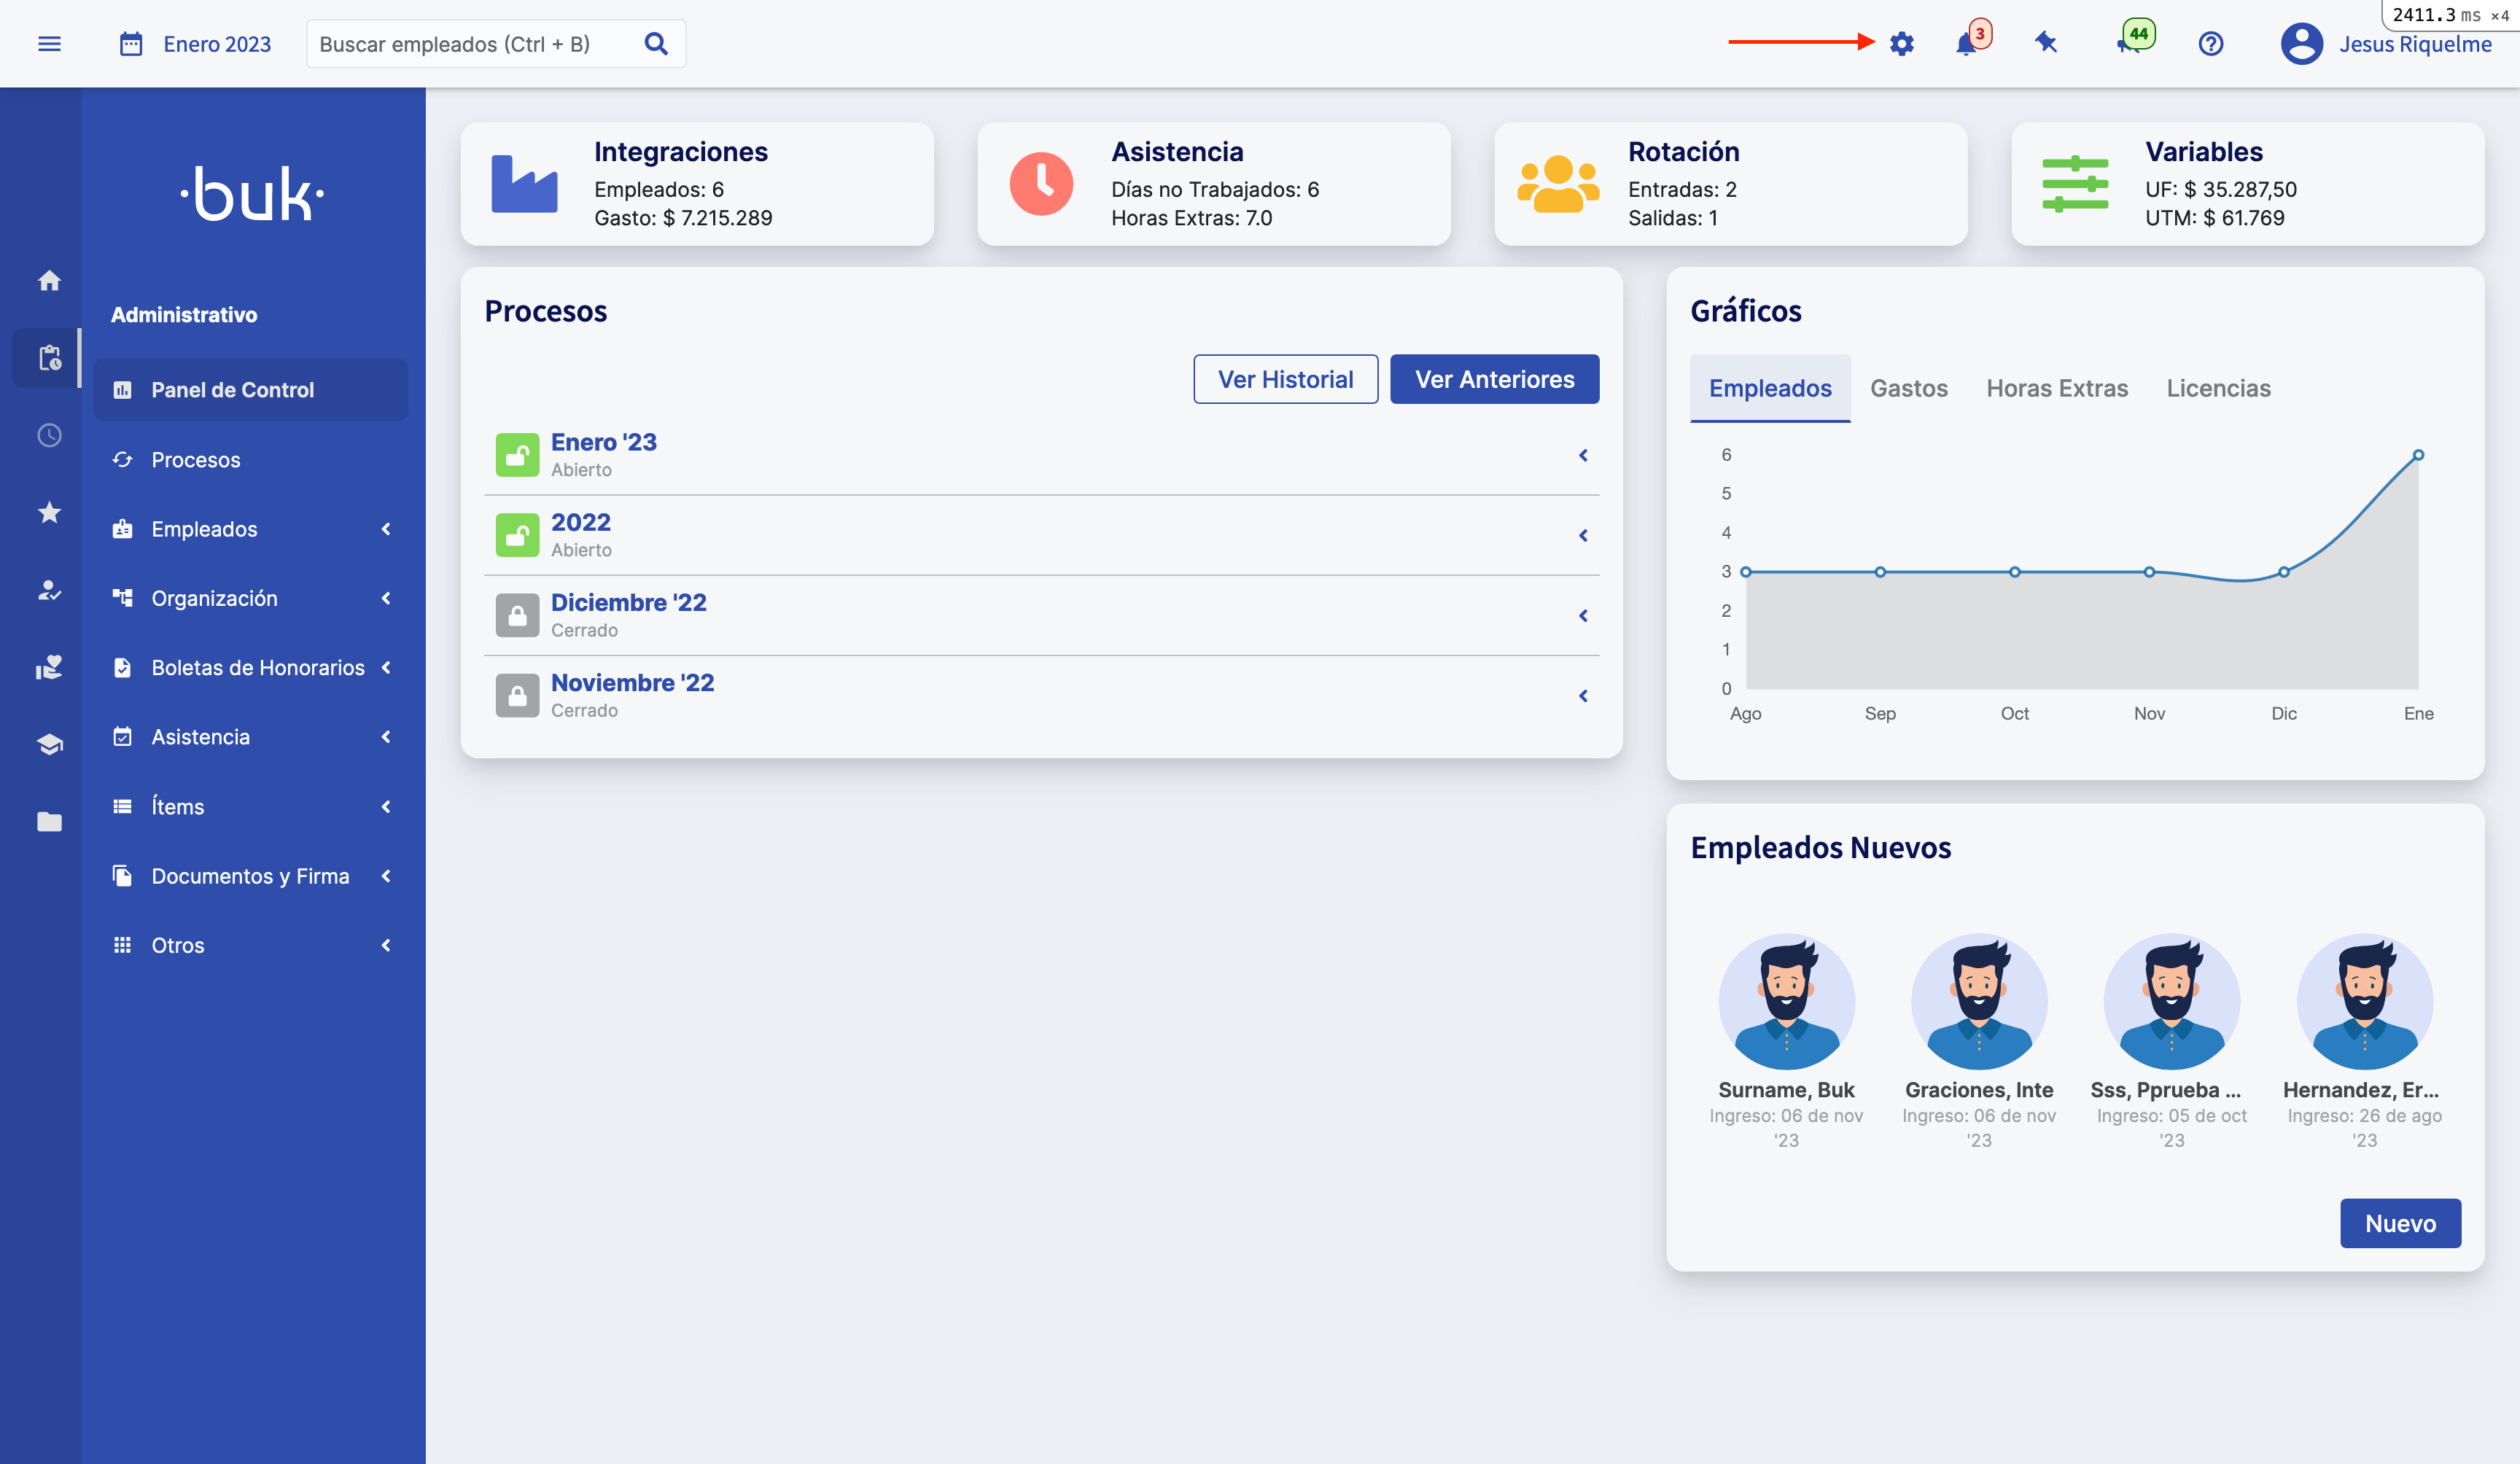 Enero 2023
Buscar empleados (Ctrl + B)
3
44
2411.3 ms ×4
Jesus Riquelme
·buk·
Administrativo
Panel de Control
Procesos
Empleados
Organización
Boletas de Honorarios
Asistencia
Ítems
Documentos y Firma
Otros
Integraciones
Empleados: 6
Gasto: $ 7.215.289
Asistencia
Días no Trabajados: 6
Horas Extras: 7.0
Rotación
Entradas: 2
Salidas: 1
Variables
UF: $ 35.287,50
UTM: $ 61.769
Procesos
Ver Historial
Ver Anteriores
Enero '23
Abierto
2022
Abierto
Diciembre '22
Cerrado
Noviembre '22
Cerrado
Gráficos
Empleados Gastos Horas Extras Licencias
6
5
4
3
2
1
0
Ago Sep Oct Nov Dic Ene
Empleados Nuevos
Surname, Buk
Ingreso: 06 de nov
'23
Graciones, Inte
Ingreso: 06 de nov
'23
Sss, Pprueba ...
Ingreso: 05 de oct
'23
Hernandez, Er...
Ingreso: 26 de ago
'23
Nuevo